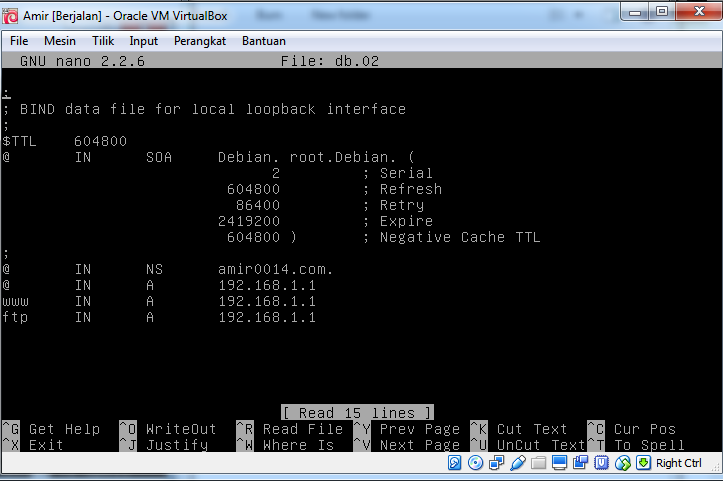 Amir [Berjalan] - Oracle VM VirtualBox
File Mesin Tilik Input Perangkat Bantuan
GNU nano 2.2.6 File: db.02
;
; BIND data file for local loopback interface
;
$TTL 604800
@ IN SOA Debian. root.Debian. (
2 ; Serial
604800 ; Refresh
86400 ; Retry
2419200 ; Expire
604800 ) ; Negative Cache TTL
;
@ IN NS amir0014.com.
@ IN A 192.168.1.1
www IN A 192.168.1.1
ftp IN A 192.168.1.1
[ Read 15 lines ]
^G Get Help ^O WriteOut ^R Read File ^Y Prev Page ^K Cut Text ^C Cur Pos
^X Exit ^J Justify ^W Where Is ^V Next Page ^U UnCut Text ^T To Spell
Right Ctrl